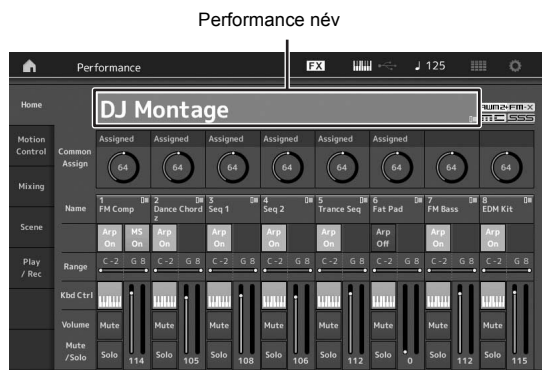 Performance név
Performance FX 125
Home
DJ Montage
AWM2+FM-X
MC SSS
Motion Control
Common Assign
Assigned Assigned Assigned Assigned Assigned Assigned
64 64 64 64 64 64 64 64
Mixing
Name
1 2 3 4 5 6 7 8
FM Comp Dance Chordz Seq 1 Seq 2 Trance Seq Fat Pad FM Bass EDM Kit
Scene
Arp On MS On Arp On Arp On Arp On Arp Off Arp On Arp On
Play / Rec
Range C -2 G 8 C -2 G 8 C -2 G 8 C -2 G 8 C -2 G 8 C -2 G 8 C -2 G 8 C -2 G 8
Kbd Ctrl
Volume Mute Mute Mute Mute Mute Mute Mute Mute
Mute /Solo Solo 114 Solo 105 Solo 108 Solo 106 Solo 112 Solo 0 Solo 112 Solo 115